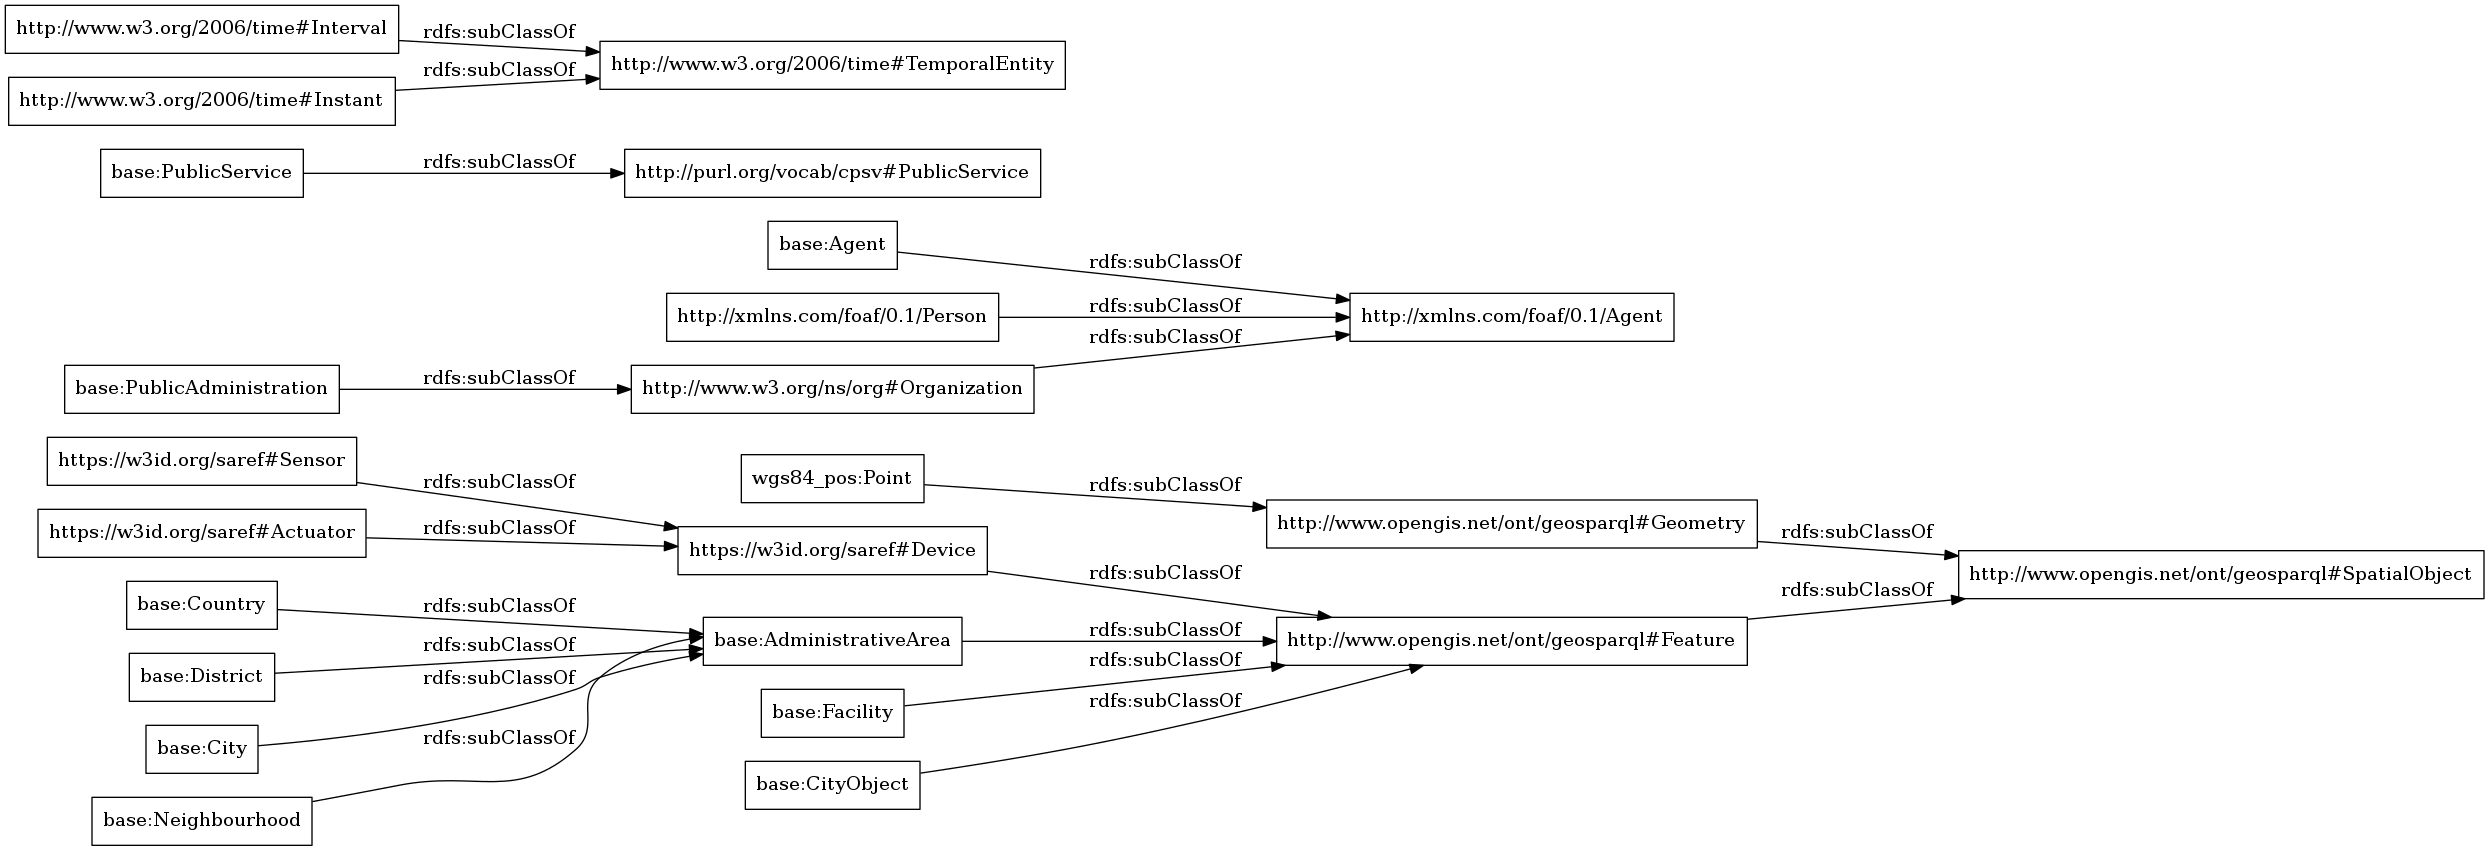 http://www.w3.org/2006/time#Interval
rdfs:subClassOf
http://www.w3.org/2006/time#TemporalEntity
rdfs:subClassOf
http://www.w3.org/2006/time#Instant
base:PublicService
rdfs:subClassOf
http://purl.org/vocab/cpsv#PublicService
base:Agent
rdfs:subClassOf
http://xmlns.com/foaf/0.1/Person
rdfs:subClassOf
http://xmlns.com/foaf/0.1/Agent
rdfs:subClassOf
base:PublicAdministration
rdfs:subClassOf
http://www.w3.org/ns/org#Organization
https://w3id.org/saref#Sensor
rdfs:subClassOf
wgs84_pos:Point
rdfs:subClassOf
http://www.opengis.net/ont/geosparql#Geometry
rdfs:subClassOf
https://w3id.org/saref#Actuator
rdfs:subClassOf
https://w3id.org/saref#Device
rdfs:subClassOf
http://www.opengis.net/ont/geosparql#SpatialObject
rdfs:subClassOf
base:Country
rdfs:subClassOf
base:District
rdfs:subClassOf
base:AdministrativeArea
rdfs:subClassOf
http://www.opengis.net/ont/geosparql#Feature
rdfs:subClassOf
base:City
rdfs:subClassOf
base:Facility
rdfs:subClassOf
base:Neighbourhood
rdfs:subClassOf
base:CityObject